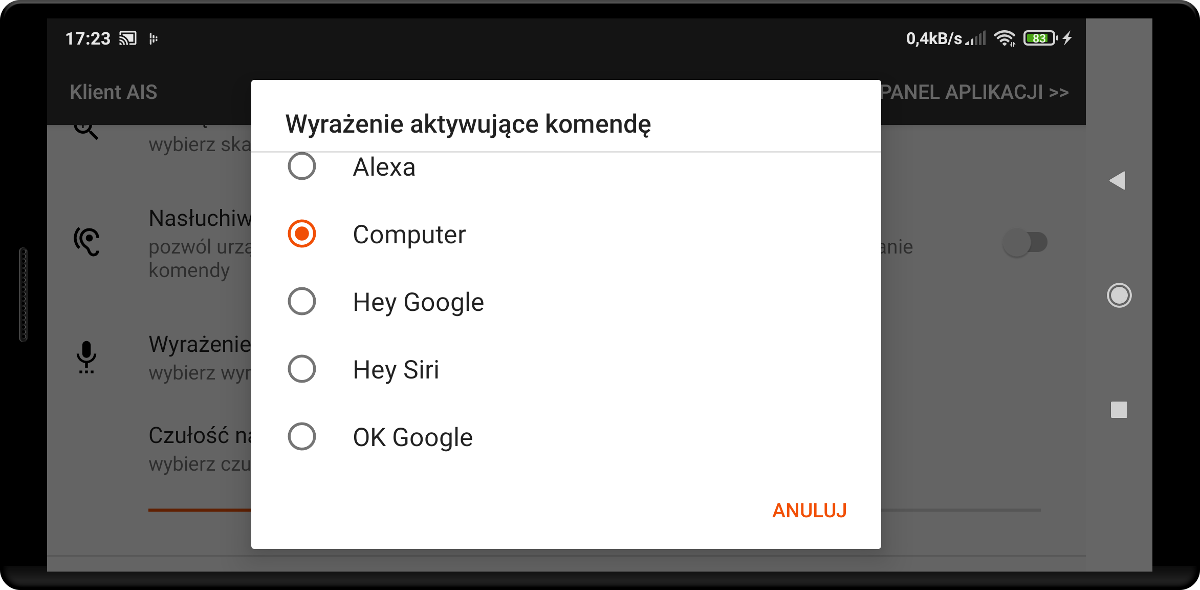 17:23
0,4kB/s
83
Klient AIS
PANEL APLIKACJI >>
Wyrażenie aktywujące komendę
wybierz ska
Alexa
Nasłuchiw
pozwól urzą
anie
komendy
Computer
Hey Google
Wyrażenie
wybierz wyr
Hey Siri
Czułość na
wybierz czu
OK Google
ANULUJ